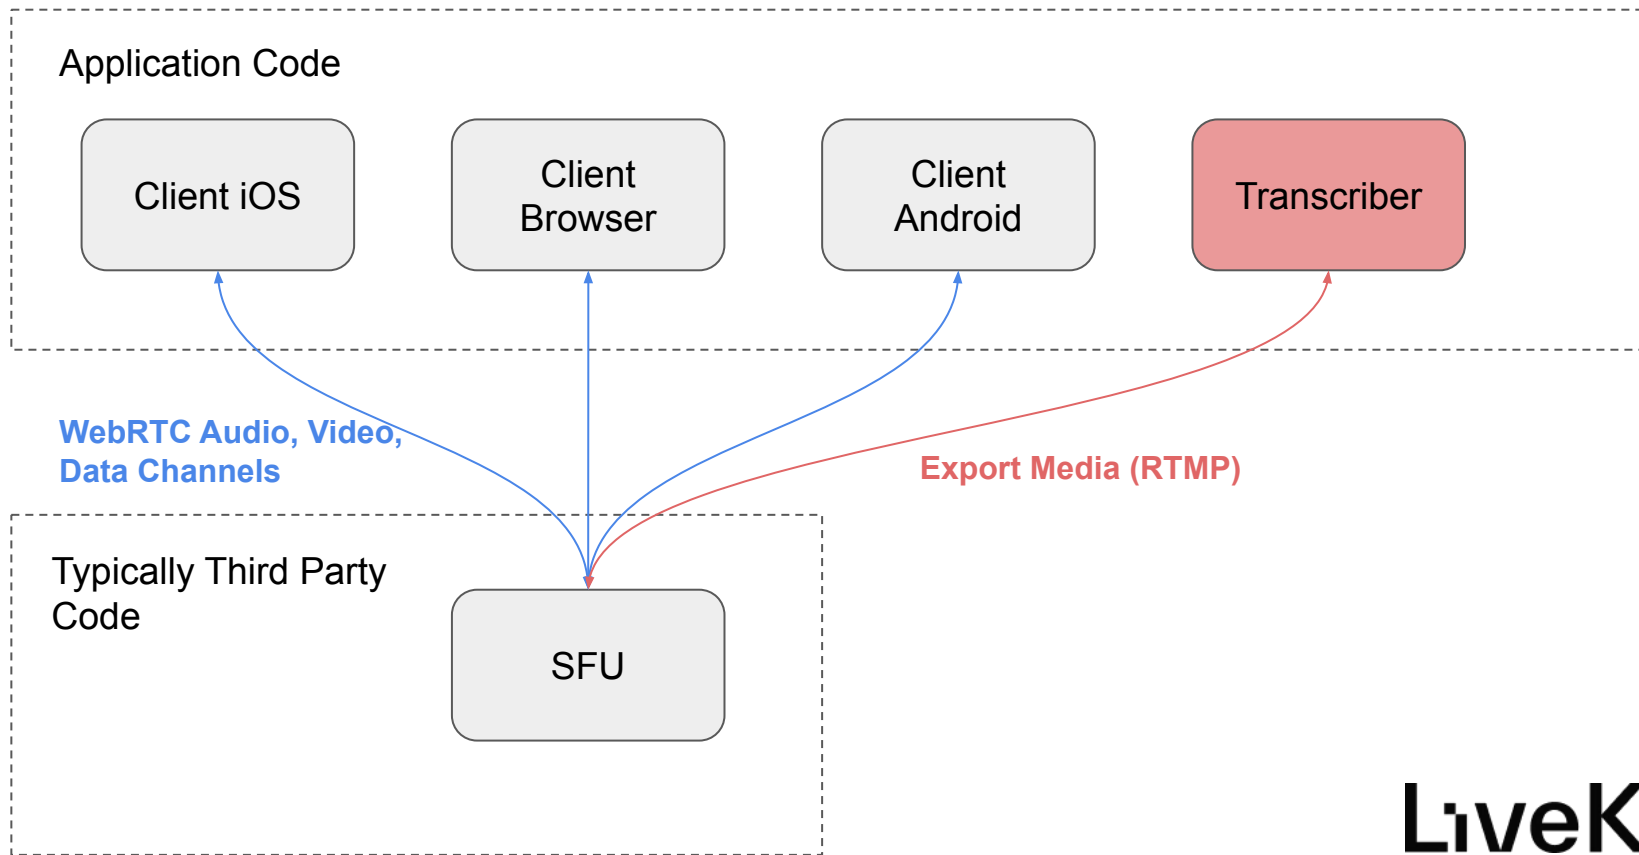 Application Code
Client iOS
Client
Browser
Client
Android
Transcriber
WebRTC Audio, Video,
Data Channels
Export Media (RTMP)
Typically Third Party
Code
SFU
LiveK